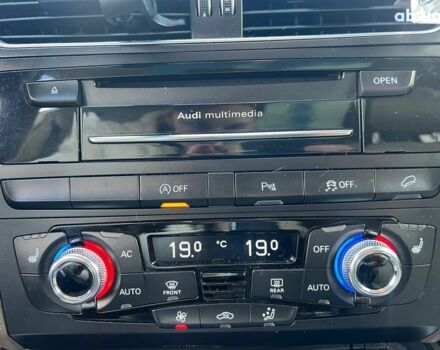 OPEN
Audi multimedia
A OFF P OFF
19.0 °C 19.0
AC OFF
AUTO FRONT REAR AUTO